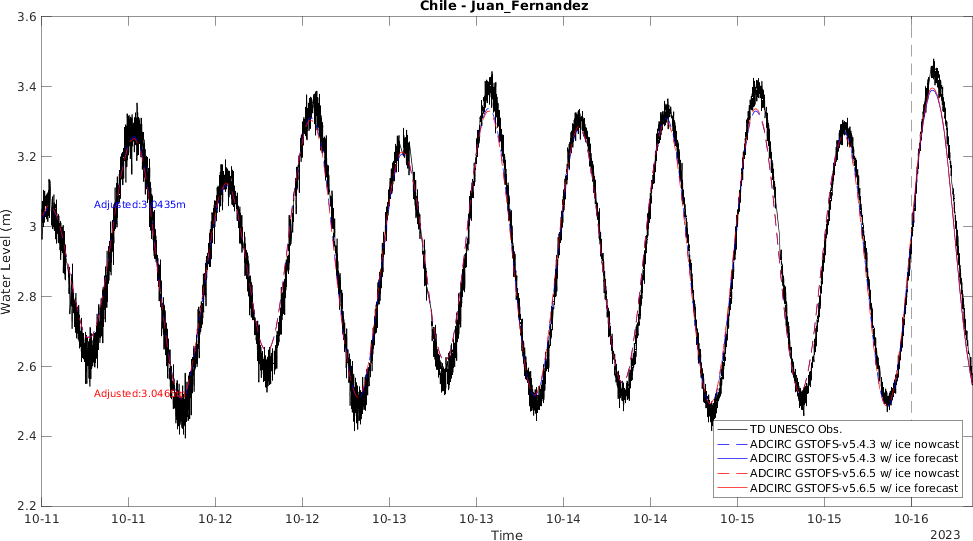 Chile - Juan_Fernandez
3.6
3.4
3.2
3
2.8
2.6
2.4
2.2
Water Level (m)
Adjusted:3.0435m
TD UNESCO Obs.
ADCIRC GSTOFS-v5.4.3 w/ ice nowcast
ADCIRC GSTOFS-v5.4.3 w/ ice forecast
ADCIRC GSTOFS-v5.6.5 w/ ice nowcast
ADCIRC GSTOFS-v5.6.5 w/ ice forecast
10-11 10-11 10-12 10-12 10-13 10-13 10-14 10-14 10-15 10-15 10-16
Time
2023